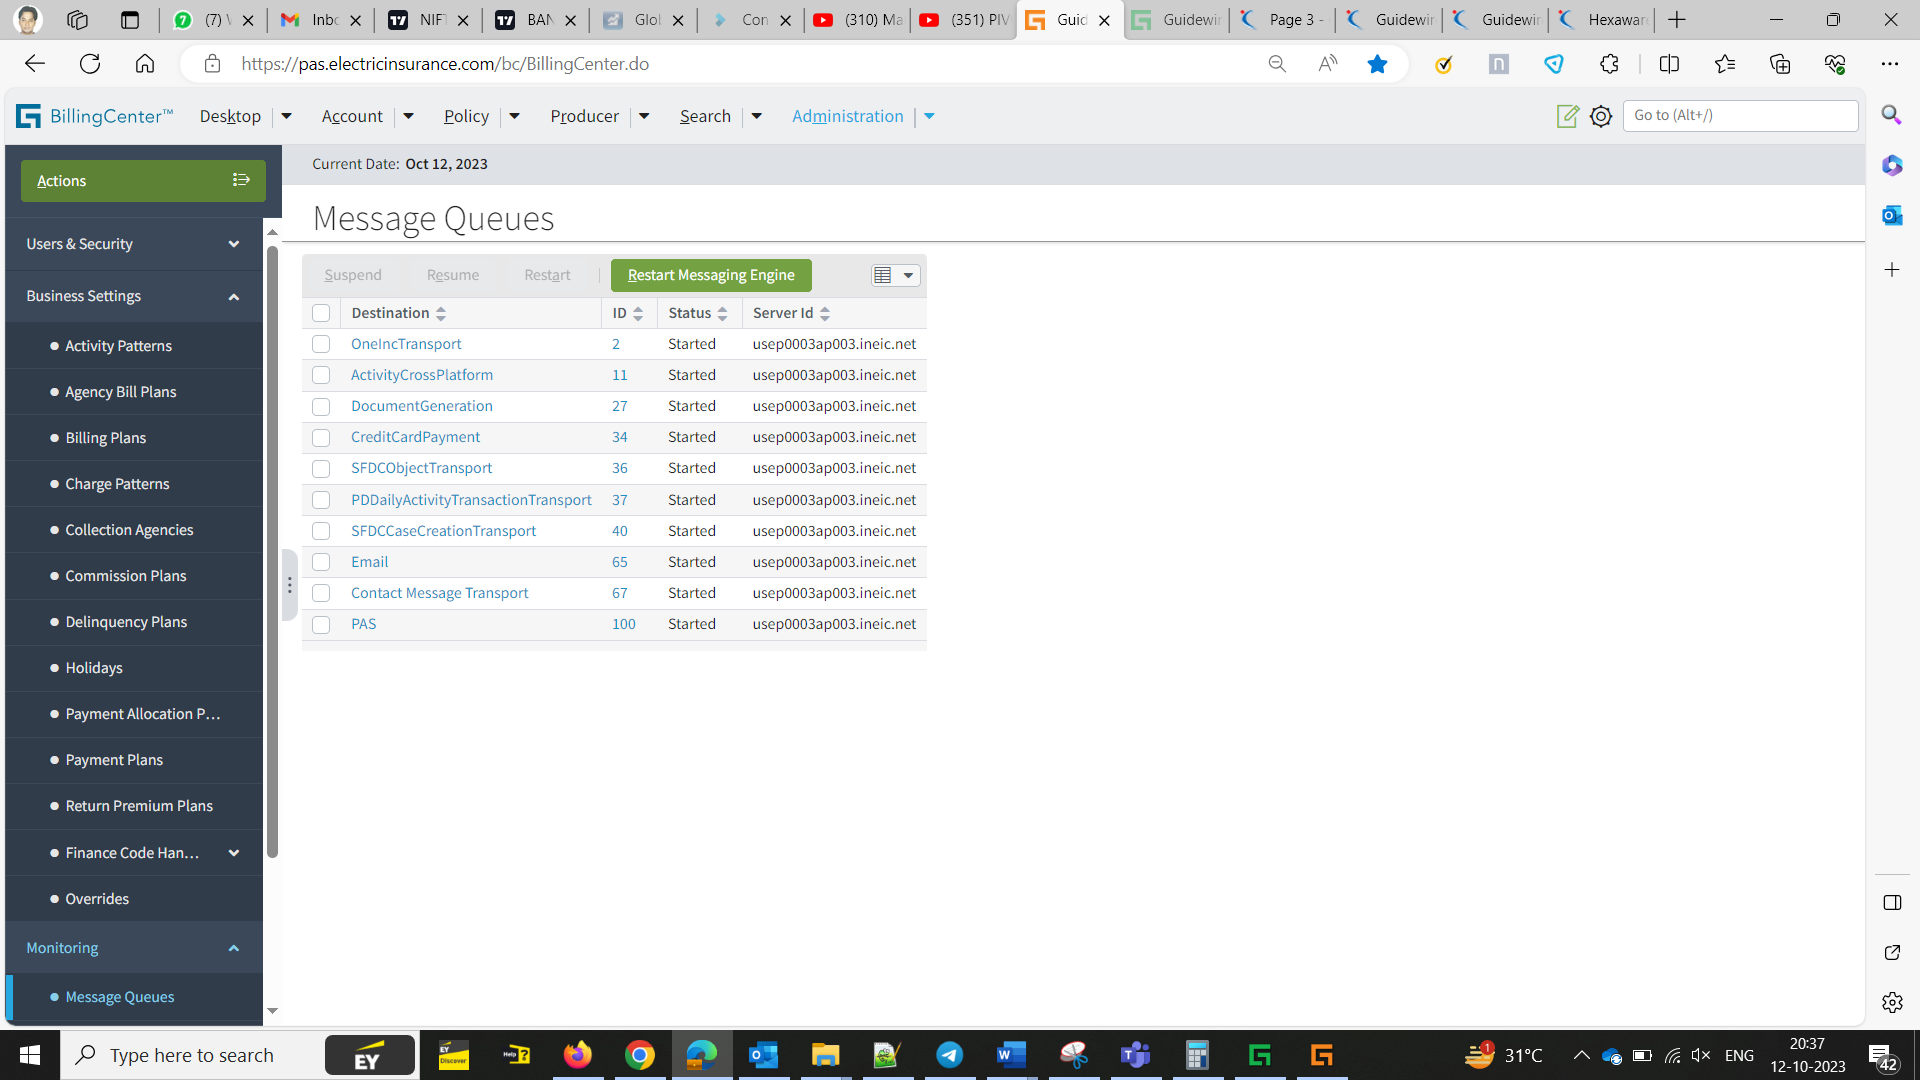 (7) W
Inbo
NIFT
BAN
Glol
Con
(310) Ma
(351) PIV
Guid
Guidewir
Page 3 -
Guidewir
Guidewir
Hexaware
https://pas.electricinsurance.com/bc/BillingCenter.do
BillingCenter™
Desktop
Account
Policy
Producer
Search
Administration
Go to (Alt+/)
Actions
Current Date: Oct 12, 2023
Message Queues
Users & Security
Business Settings
Activity Patterns
Agency Bill Plans
Billing Plans
Charge Patterns
Collection Agencies
Commission Plans
Delinquency Plans
Holidays
Payment Allocation P...
Payment Plans
Return Premium Plans
Finance Code Han...
Overrides
Monitoring
Message Queues
Suspend Resume Restart Restart Messaging Engine
Destination ID Status Server Id
OneIncTransport 2 Started usep0003ap003.ineic.net
ActivityCrossPlatform 11 Started usep0003ap003.ineic.net
DocumentGeneration 27 Started usep0003ap003.ineic.net
CreditCardPayment 34 Started usep0003ap003.ineic.net
SFDCObjectTransport 36 Started usep0003ap003.ineic.net
PDDailyActivityTransactionTransport 37 Started usep0003ap003.ineic.net
SFDCCaseCreationTransport 40 Started usep0003ap003.ineic.net
Email 65 Started usep0003ap003.ineic.net
Contact Message Transport 67 Started usep0003ap003.ineic.net
PAS 100 Started usep0003ap003.ineic.net
Type here to search
EY
EY Discover
Help ?
31°C
ENG
20:37
12-10-2023
42